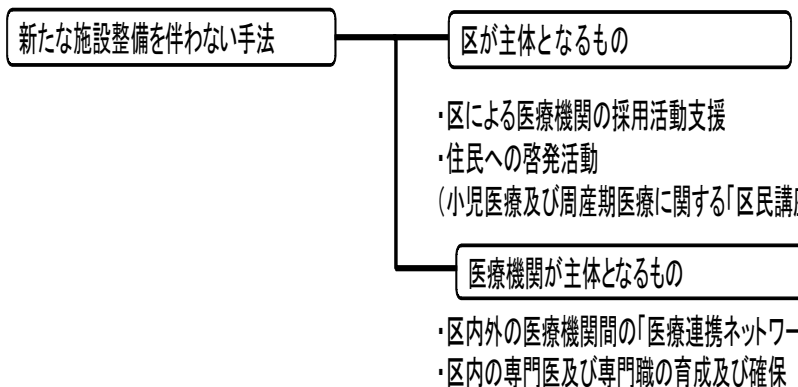 新たな施設整備を伴わない手法
区が主体となるもの
・区による医療機関の採用活動支援
・住民への啓発活動
(小児医療及び周産期医療に関する「区民講
医療機関が主体となるもの
・区内外の医療機関間の「医療連携ネットワー
・区内の専門医及び専門職の育成及び確保